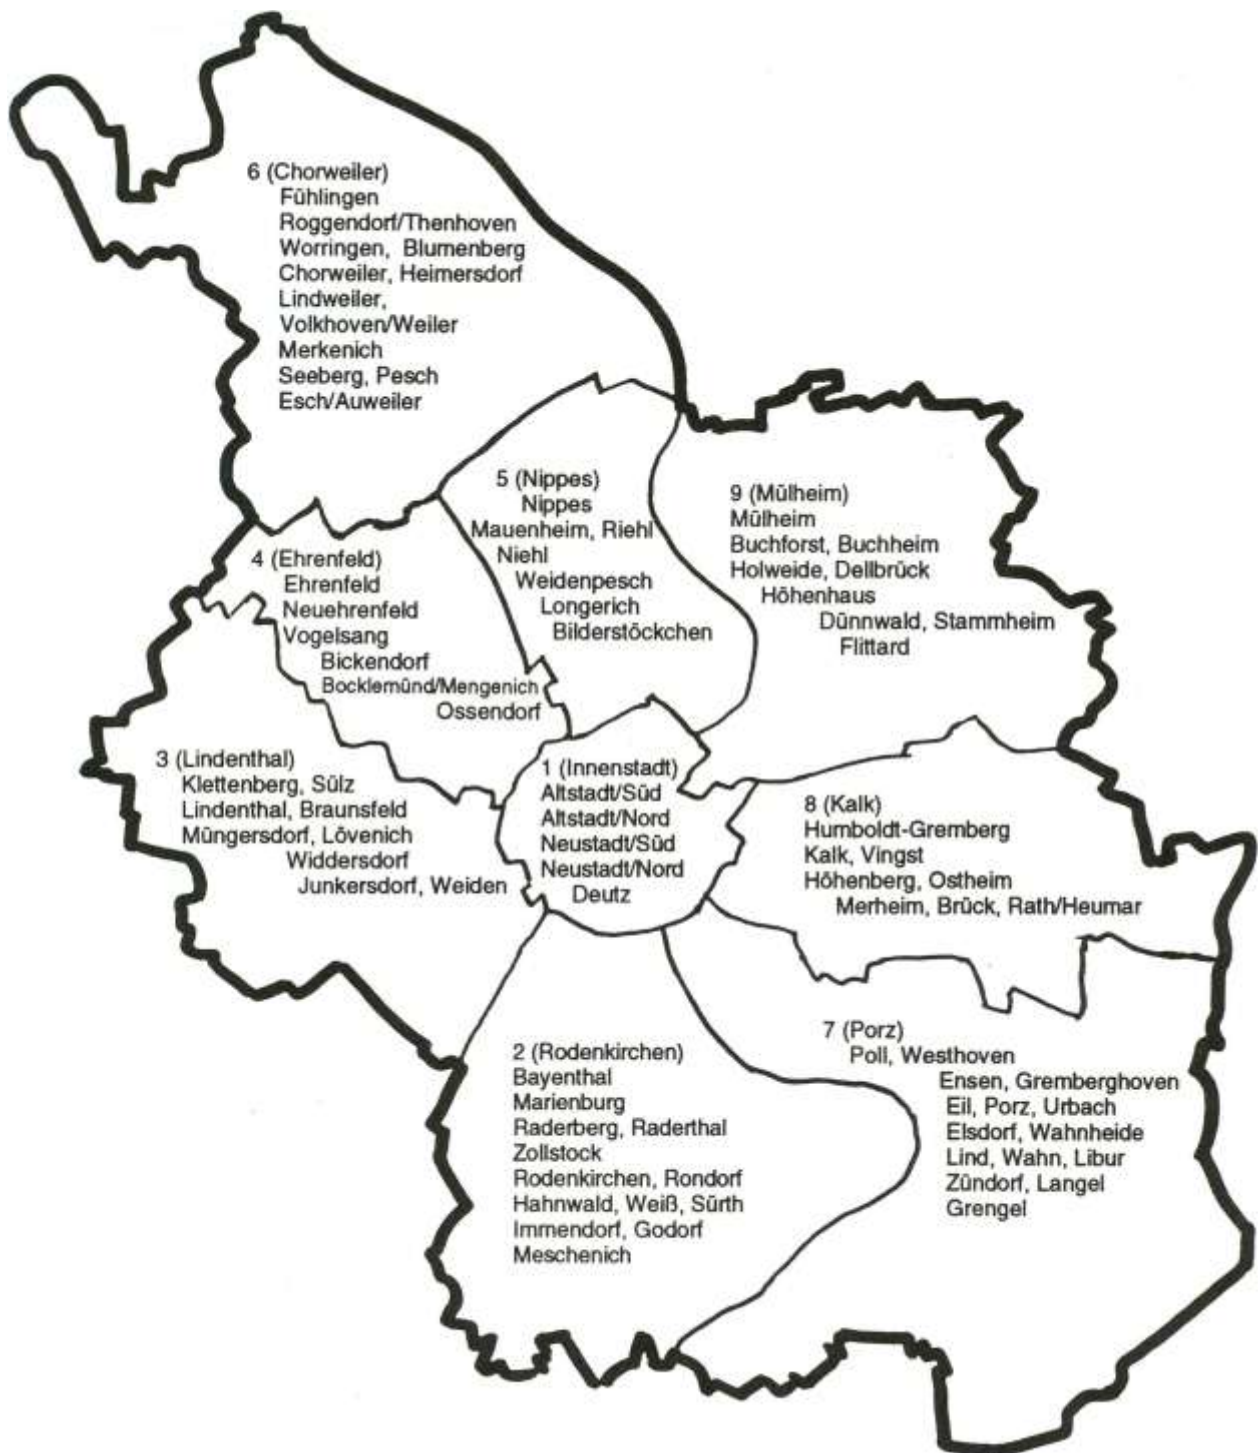 6 (Chorweiler)
Fühlingen
Roggendorf/Thenhoven
Worringen, Blumenberg
Chorweiler, Heimersdorf
Lindweiler,
Volkhoven/Weiler
Merkenich
Seeberg, Pesch
Esch/Auweiler
5 (Nippes)
Nippes
Mauenheim, Riehl
Niehl
Weidenpesch
Longerich
Bilderstöckchen
9 (Mülheim)
Mülheim
Buchforst, Buchheim
Holweide, Dellbrück
Höhenhaus
Dünnwald, Stammheim
Flittard
4 (Ehrenfeld)
Ehrenfeld
Neuehrenfeld
Vogelsang
Bickendorf
Bocklemünd/Mengenich
Ossendorf
3 (Lindenthal)
Klettenberg, Sülz
Lindenthal, Braunsfeld
Müngersdorf, Lövenich
Widdersdorf
Junkersdorf, Weiden
1 (Innenstadt)
Altstadt/Süd
Altstadt/Nord
Neustadt/Süd
Neustadt/Nord
Deutz
8 (Kalk)
Humboldt-Gremberg
Kalk, Vingst
Höhenberg, Ostheim
Merheim, Brück, Rath/Heumar
2 (Rodenkirchen)
Bayenthal
Marienburg
Raderberg, Raderthal
Zollstock
Rodenkirchen, Rondorf
Hahnwald, Weiß, Sürth
Immendorf, Godorf
Meschenich
7 (Porz)
Poll, Westhoven
Ensen, Gremberghoven
Eil, Porz, Urbach
Elsdorf, Wahnheide
Lind, Wahn, Libur
Zündorf, Langel
Grengel